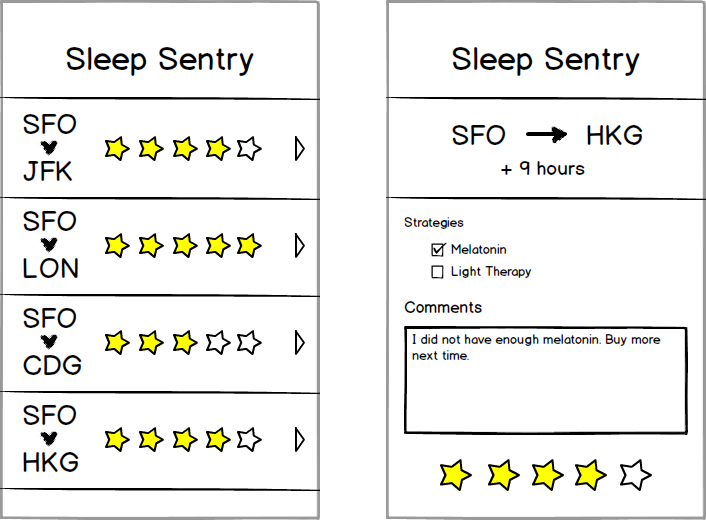 Sleep Sentry
SFO
JFK
SFO
LON
SFO
CDG
SFO
HKG
Sleep Sentry
SFO HKG
+ 9 hours
Strategies
Melatonin
Light Therapy
Comments
I did not have enough melatonin. Buy more
next time.